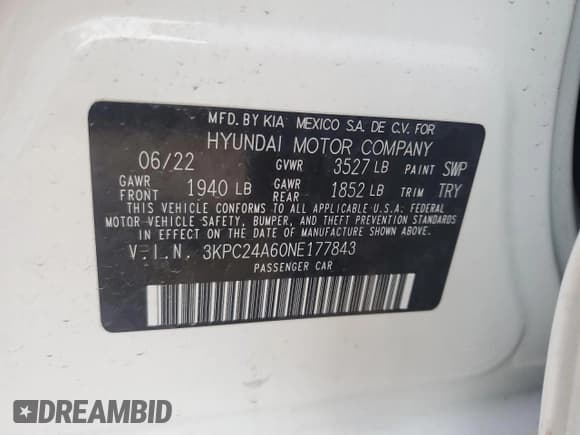 MFD. BY KIA MEXICO S.A. DE C.V. FOR
HYUNDAI MOTOR COMPANY
06/22 GVWR 3527 LB PAINT SWP
GAWR FRONT 1940 LB GAWR REAR 1852 LB TRIM TRY
THIS VEHICLE CONFORMS TO ALL APPLICABLE U.S.A. FEDERAL
MOTOR VEHICLE SAFETY, BUMPER, AND THEFT PREVENTION STANDARDS
IN EFFECT ON THE DATE OF MANUFACTURE SHOWN ABOVE.
V.I.N. 3KPC24A60NE177843
PASSENGER CAR
DREAMBID